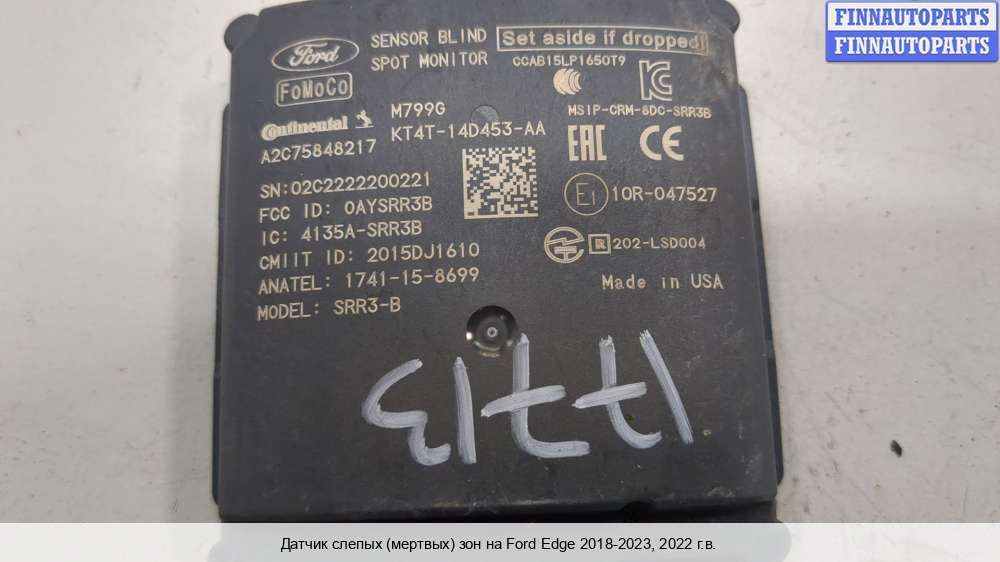 FINNAUTOPARTS
FINNAUTOPARTS
Ford
SENSOR BLIND
SPOT MONITOR
Set aside if dropped!
CCAB15LP1650T9
FoMoCo
MSIP-CRM-8DC-SRR3B
Continental
M799G
A2C75848217
KT4T-14D453-AA
EAC CE
SN:02C2222200221
FCC ID: OAYSRR3B
E1 10R-047527
IC: 4135A-SRR3B
CMIIT ID: 2015DJ1610
R 202-LSD004
ANATEL: 1741-15-8699
Made in USA
MODEL: SRR3-B
17713
Датчик слепых (мертвых) зон на Ford Edge 2018-2023, 2022 г.в.